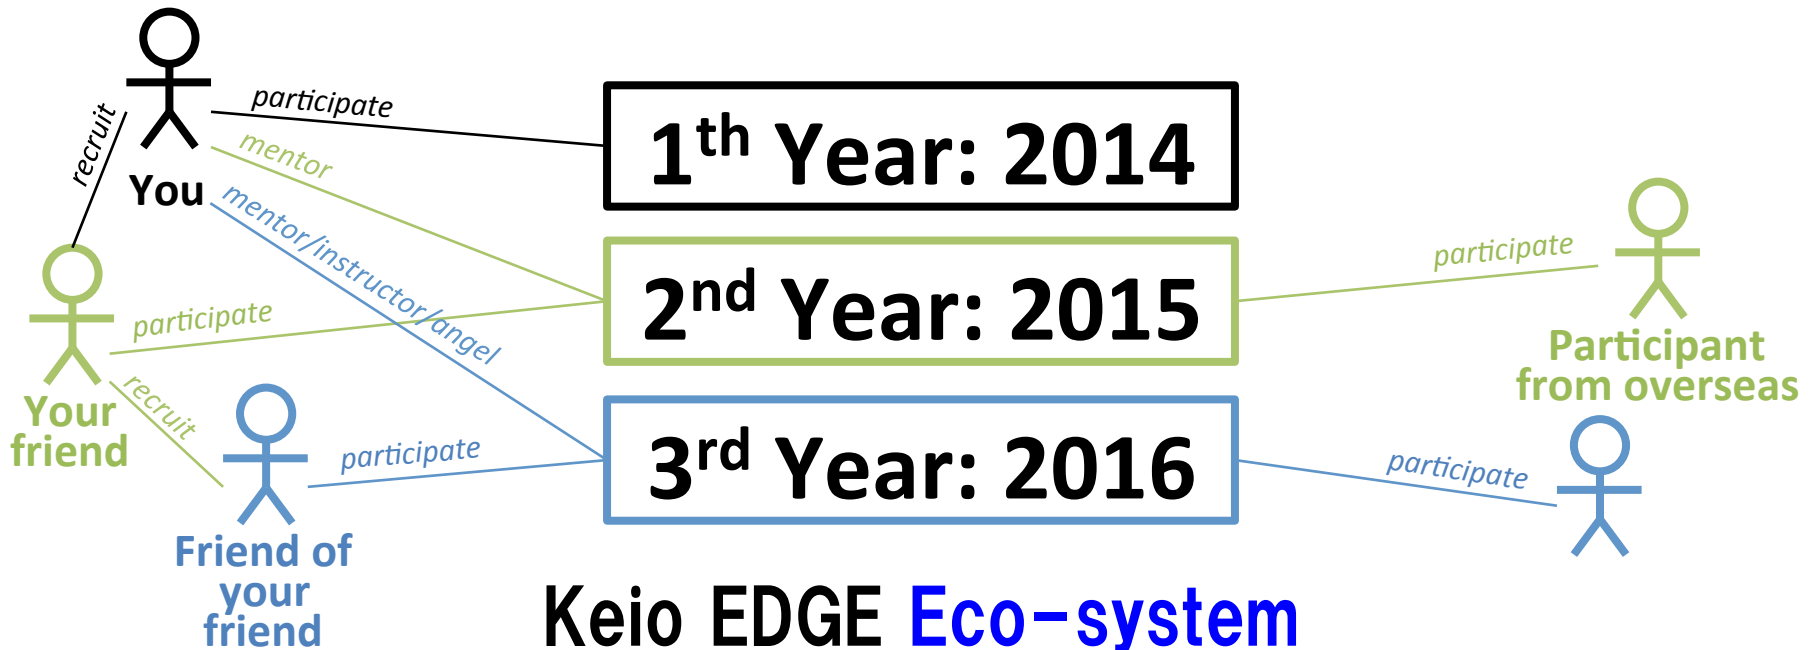 participate
recruit
mentor
You
mentor/instructor/angel
1th Year: 2014
participate
Your
friend
recruit
2nd Year: 2015
participate
Participant
from overseas
participate
Friend of
your
friend
3rd Year: 2016
participate
Keio EDGE Eco-system